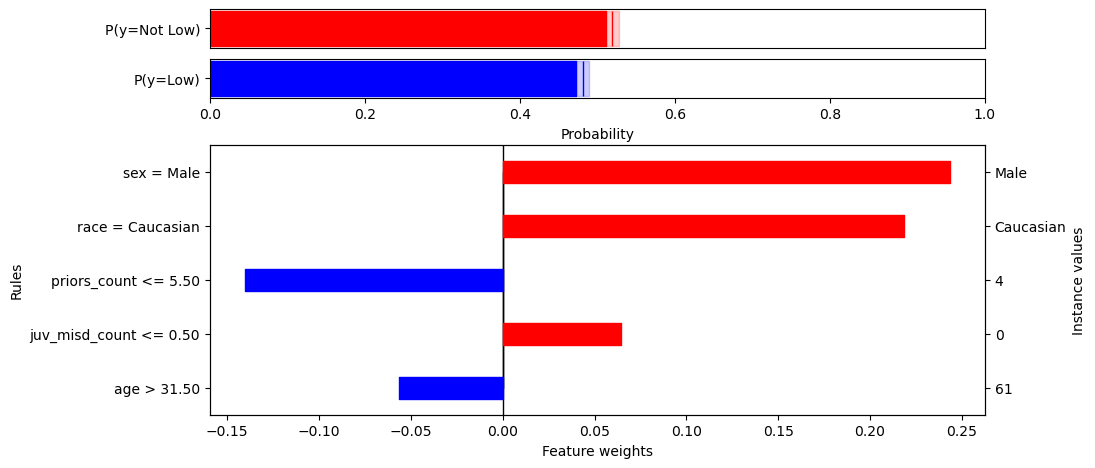 P(y=Not Low)
P(y=Low)
0.0 0.2 0.4 0.6 0.8 1.0
Probability
sex = Male Male
race = Caucasian Caucasian
priors_count <= 5.50 4
juv_misd_count <= 0.50 0
age > 31.50 61
Rules
Instance values
−0.15 −0.10 −0.05 0.00 0.05 0.10 0.15 0.20 0.25
Feature weights